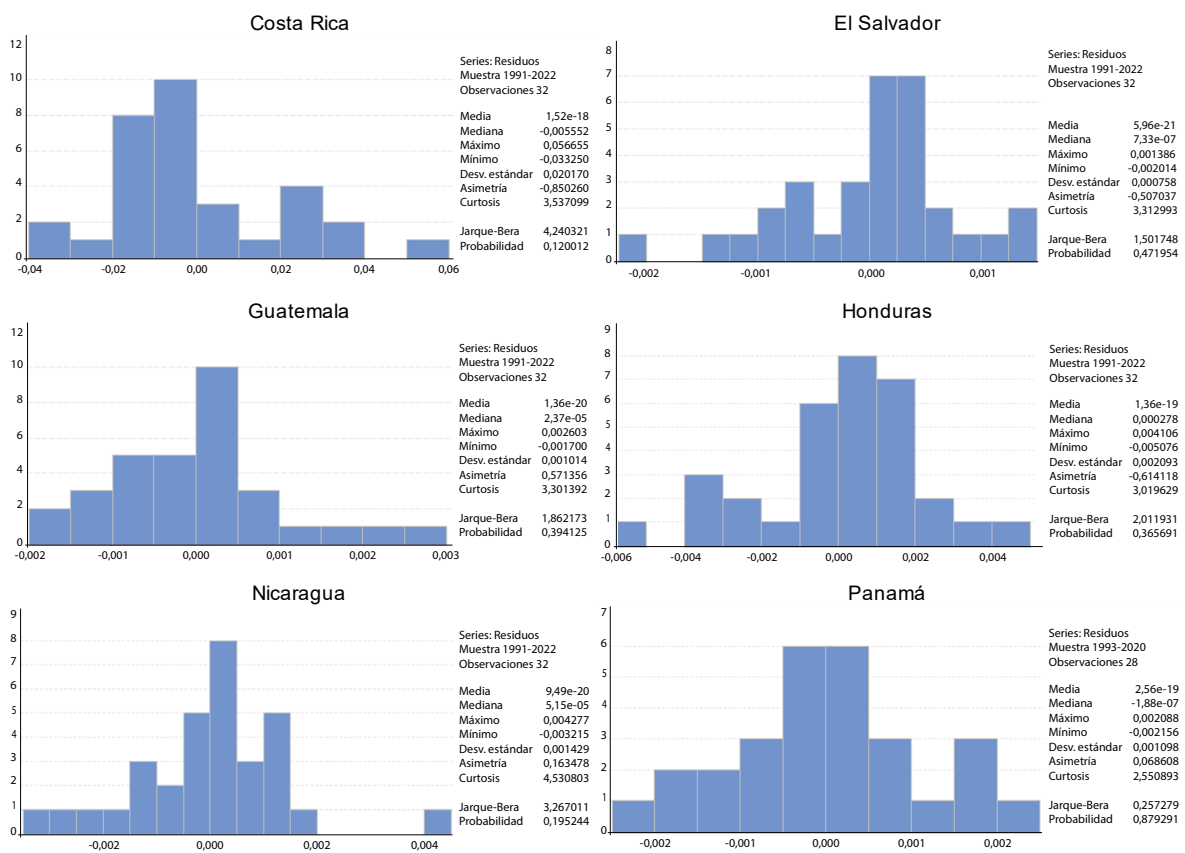 Costa Rica
12
10
8
6
4
2
0
-0,04
-0,02
0,00
0,02
0,04
0,06
Series: Residuos
Muestra 1991-2022
Observaciones 32
Media 1,52e-18
Mediana -0,005552
Máximo 0,056655
Mínimo -0,033250
Desv. estándar 0,020170
Asimetría -0,850260
Curtosis 3,537099
Jarque-Bera 4,240321
Probabilidad 0,120012
El Salvador
8
7
6
5
4
3
2
1
0
-0,002
-0,001
0,000
0,001
Series: Residuos
Muestra 1991-2022
Observaciones 32
Media 5,96e-21
Mediana 7,33e-07
Máximo 0,001386
Mínimo -0,002014
Desv. estándar 0,000758
Asimetría -0,507037
Curtosis 3,312993
Jarque-Bera 1,501748
Probabilidad 0,471954
Guatemala
12
10
8
6
4
2
0
-0,002
-0,001
0,000
0,001
0,002
0,003
Series: Residuos
Muestra 1991-2022
Observaciones 32
Media 1,36e-20
Mediana 2,37e-05
Máximo 0,002603
Mínimo -0,001700
Desv. estándar 0,001014
Asimetría 0,571356
Curtosis 3,301392
Jarque-Bera 1,862173
Probabilidad 0,394125
Honduras
9
8
7
6
5
4
3
2
1
0
-0,006
-0,004
-0,002
0,000
0,002
0,004
Series: Residuos
Muestra 1991-2022
Observaciones 32
Media 1,36e-19
Mediana 0,000278
Máximo 0,004106
Mínimo -0,005076
Desv. estándar 0,002093
Asimetría -0,614118
Curtosis 3,019629
Jarque-Bera 2,011931
Probabilidad 0,365691
Nicaragua
9
8
7
6
5
4
3
2
1
0
-0,002
0,000
0,002
0,004
Series: Residuos
Muestra 1991-2022
Observaciones 32
Media 9,49e-20
Mediana 5,15e-05
Máximo 0,004277
Mínimo -0,003215
Desv. estándar 0,001429
Asimetría 0,163478
Curtosis 4,530803
Jarque-Bera 3,267011
Probabilidad 0,195244
Panamá
7
6
5
4
3
2
1
0
-0,002
-0,001
0,000
0,001
0,002
Series: Residuos
Muestra 1993-2020
Observaciones 28
Media 2,56e-19
Mediana -1,88e-07
Máximo 0,002088
Mínimo -0,002156
Desv. estándar 0,001098
Asimetría 0,068608
Curtosis 2,550893
Jarque-Bera 0,257279
Probabilidad 0,879291